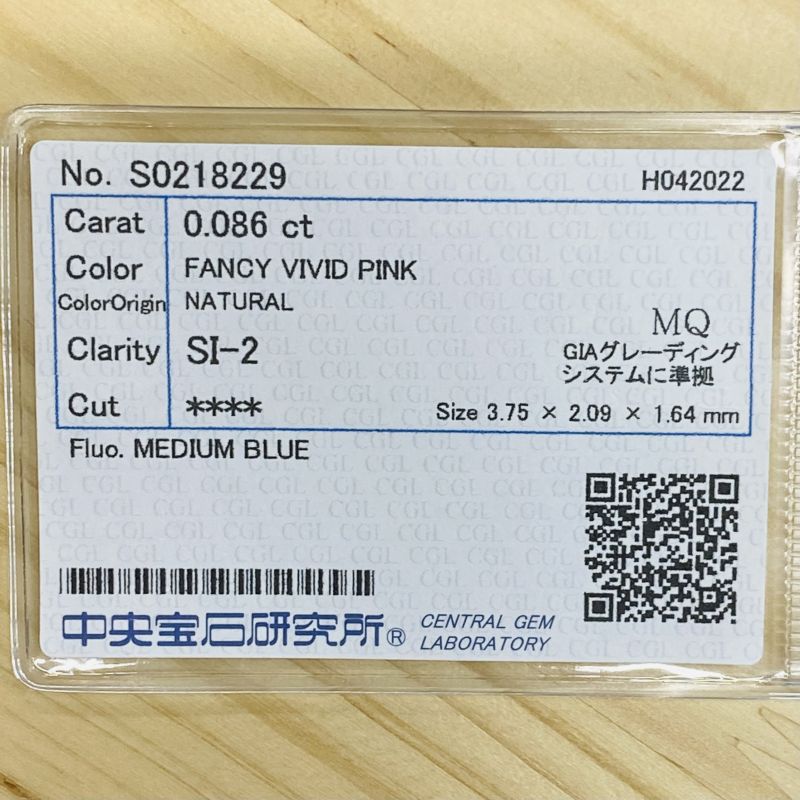 No. S0218229
H042022
Carat 0.086 ct
Color FANCY VIVID PINK
ColorOrigin NATURAL
Clarity SI-2
MQ
GIAグレーディング
システムに準拠
Cut ****
Size 3.75 × 2.09 × 1.64 mm
Fluo. MEDIUM BLUE
中央宝石研究所®
CENTRAL GEM
LABORATORY